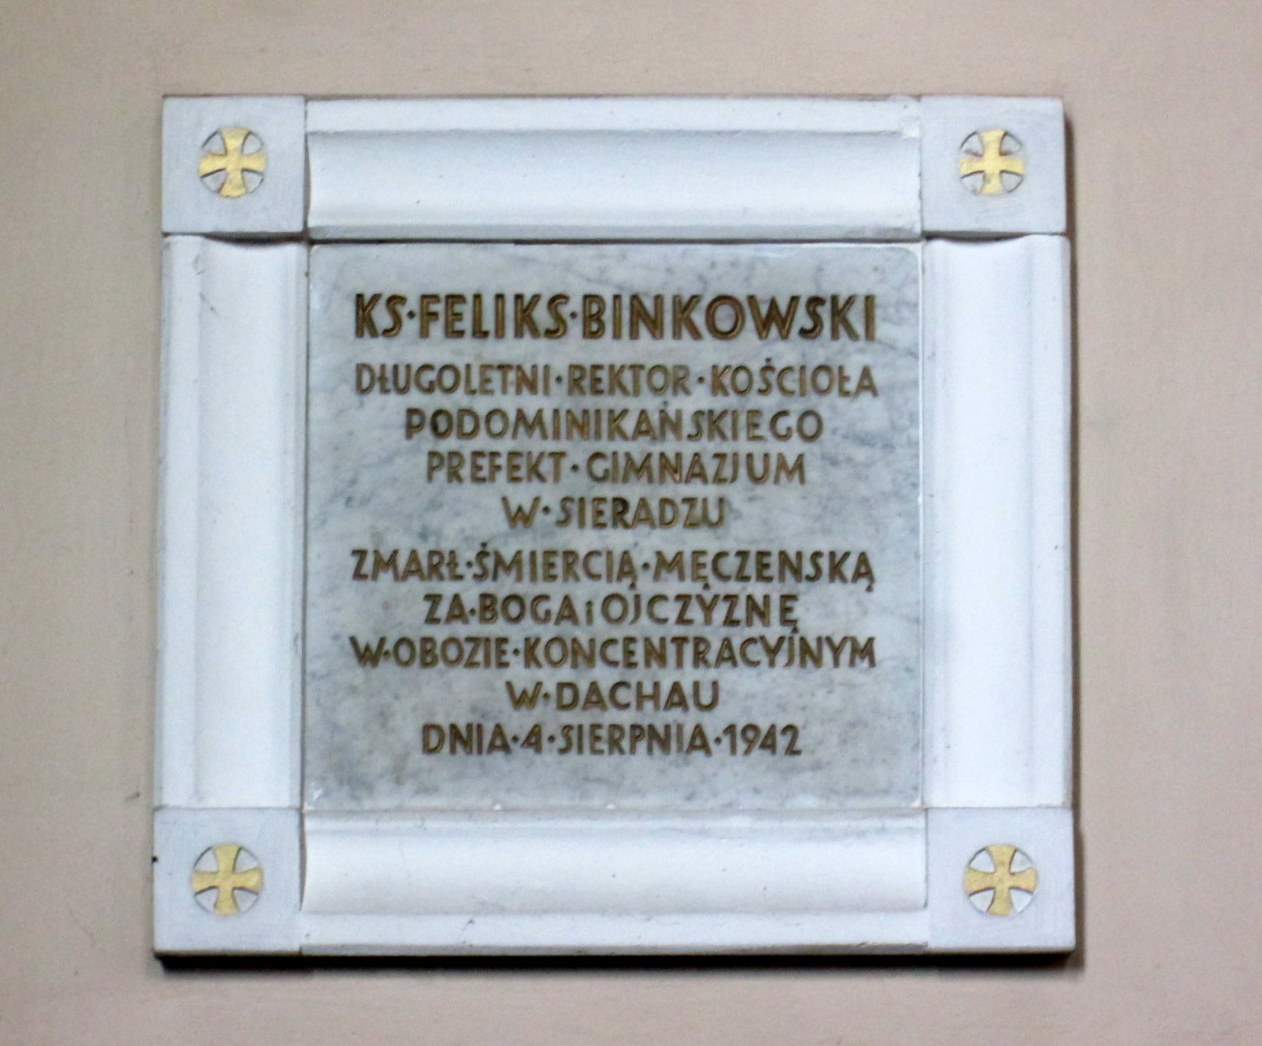 KS·FELIKS·BINKOWSKI
DŁUGOLETNI·REKTOR·KOŚCIOŁA
PODOMINIKAŃSKIEGO
PREFEKT·GIMNAZJUM
W·SIERADZU
ZMARŁ·ŚMIERCIĄ·MĘCZENSKĄ
ZA·BOGA i OJCZYZNĘ
W·OBOZIE·KONCENTRACYJNYM
W·DACHAU
DNIA·4·SIERPNIA·1942